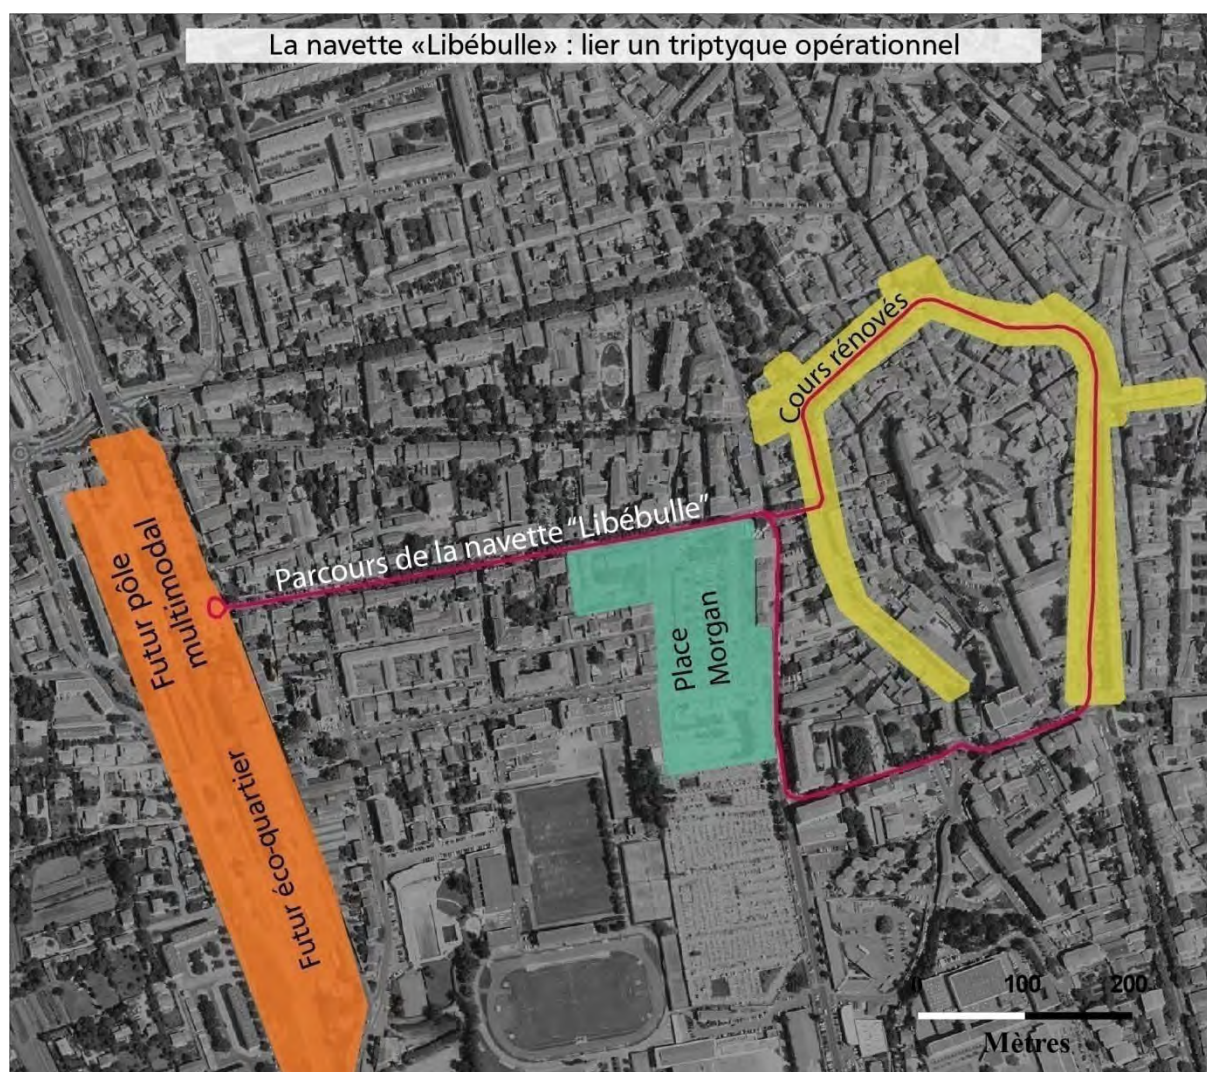 La navette «Libébulle» : lier un triptyque opérationnel
Cours rénovés
Parcours de la navette “Libébulle”
Futur pôle
multimodal
Place
Morgan
Futur éco-quartier
0 100 200
Mètres